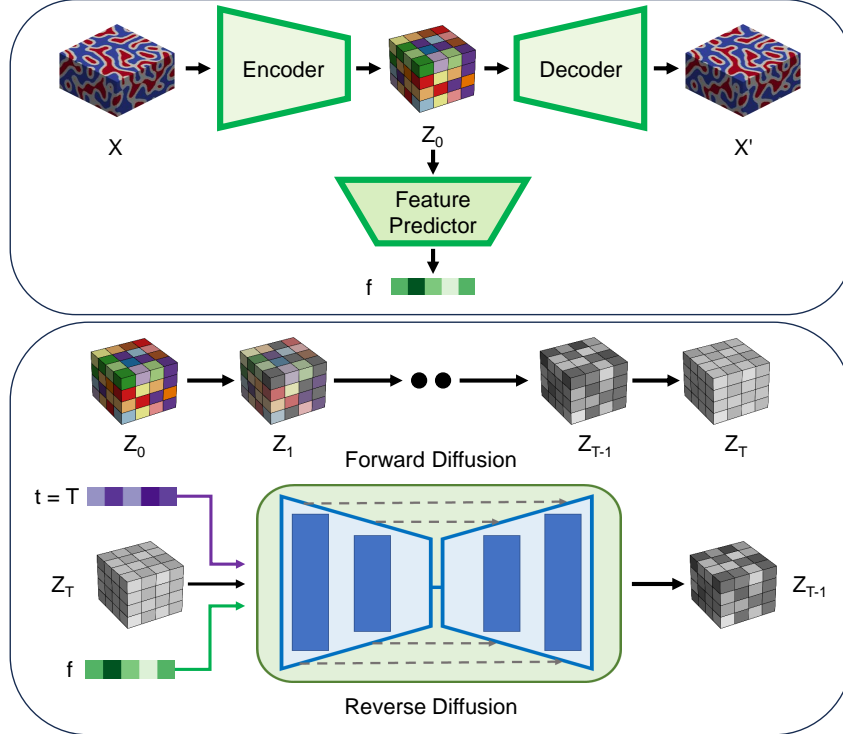 Encoder
Decoder
X
Z0
X'
Feature
Predictor
f
Z0
Z1
ZT-1
ZT
Forward Diffusion
t = T
ZT
ZT-1
f
Reverse Diffusion